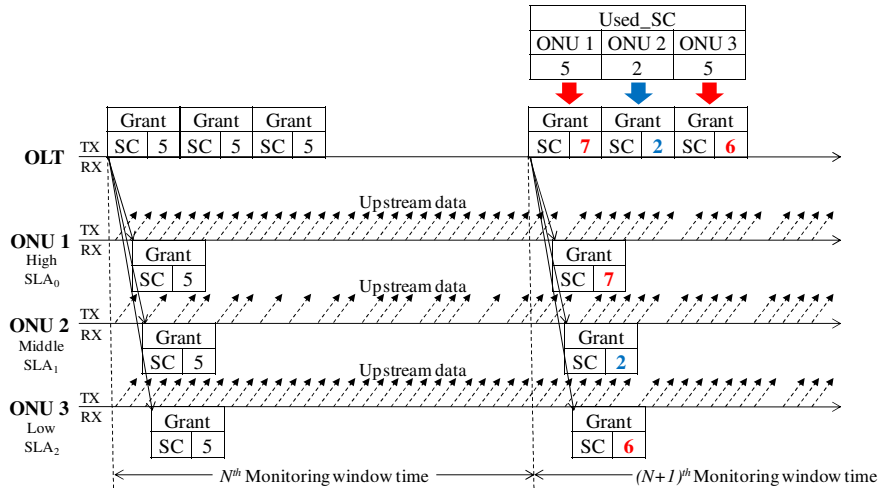 Used_SC
ONU 1 ONU 2 ONU 3
5 2 5
Grant Grant Grant Grant Grant Grant
SC 5 SC 5 SC 5 SC 7 SC 2 SC 6
OLT TX
RX
Upstream data
ONU 1 TX
RX
High
SLA0
Grant Grant
SC 5 SC 7
Upstream data
ONU 2 TX
RX
Middle
SLA1
Grant Grant
SC 5 SC 2
Upstream data
ONU 3 TX
RX
Low
SLA2
Grant Grant
SC 5 SC 6
Nth Monitoring window time (N+1)th Monitoring window time